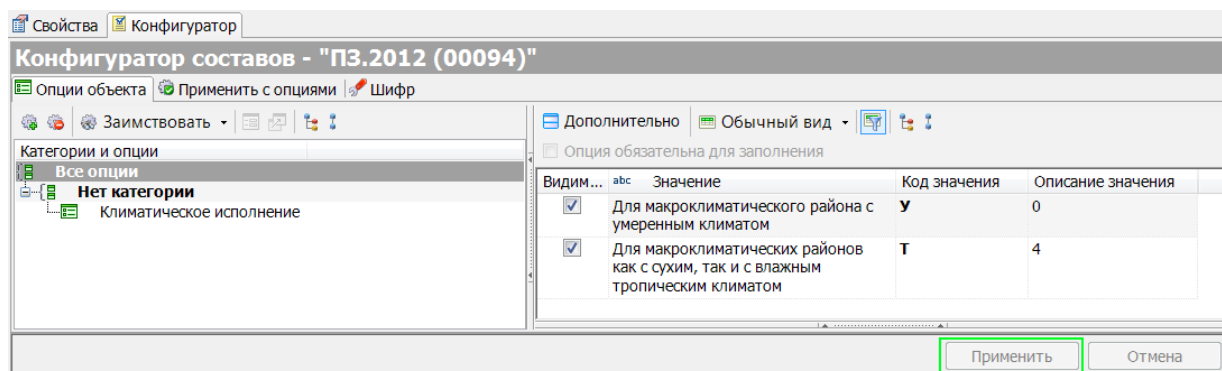 Свойства Конфигуратор
Конфигуратор составов - "ПЗ.2012 (00094)"
Опции объекта Применить с опциями Шифр
Заимствовать
Категории и опции
Все опции
Нет категории
Климатическое исполнение
Дополнительно Обычный вид
Опция обязательна для заполнения
Видим... abc Значение Код значения Описание значения
Для макроклиматического района с У 0
умеренным климатом
Для макроклиматических районов Т 4
как с сухим, так и с влажным
тропическим климатом
Применить Отмена